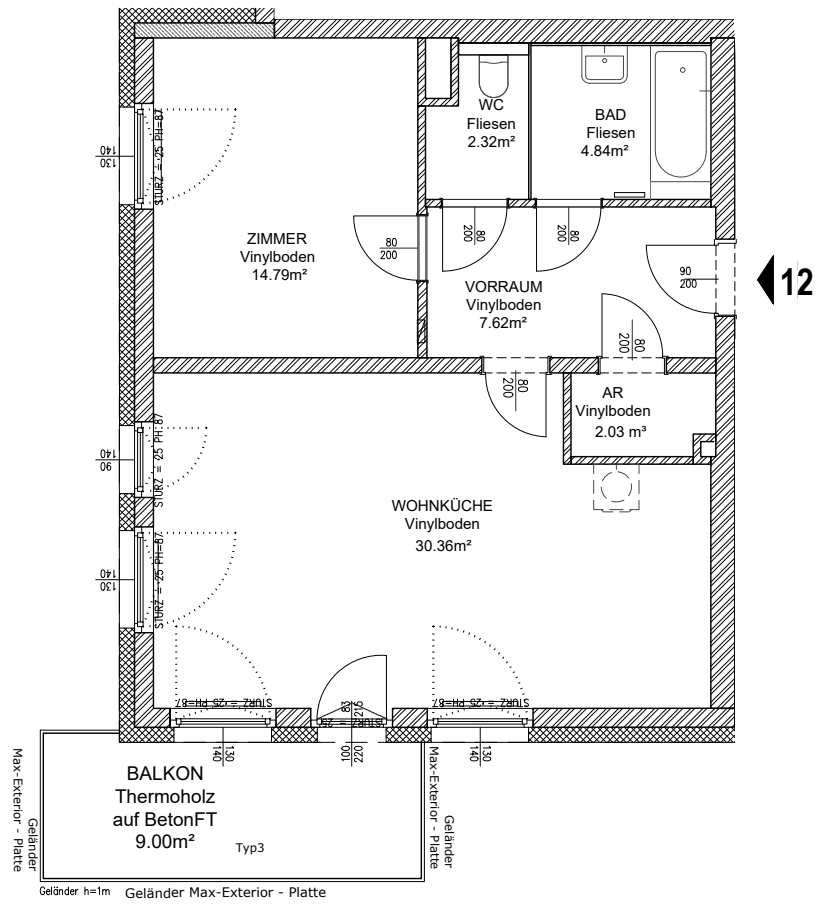 WC
Fliesen
2.32m²
BAD
Fliesen
4.84m²
140
130
STURZ = -25 PH=87
ZIMMER
Vinylboden
14.79m²
80
200
80
200
80
200
VORRAUM
Vinylboden
7.62m²
90
200
12
80
200
80
200
AR
Vinylboden
2.03 m³
140
90
STURZ = -25 PH=87
WOHNKÜCHE
Vinylboden
30.36m²
140
130
STURZ = -25 PH=87
STURZ = -25 PH=87
83
215
STURZ = -25
STURZ = -25 PH=87
130
140
100
220
130
140
BALKON
Thermoholz
auf BetonFT
9.00m²
Typ3
Geländer
Max-Exterior - Platte
Max-Exterior - Platte
Geländer
Geländer h=1m
Geländer Max-Exterior - Platte